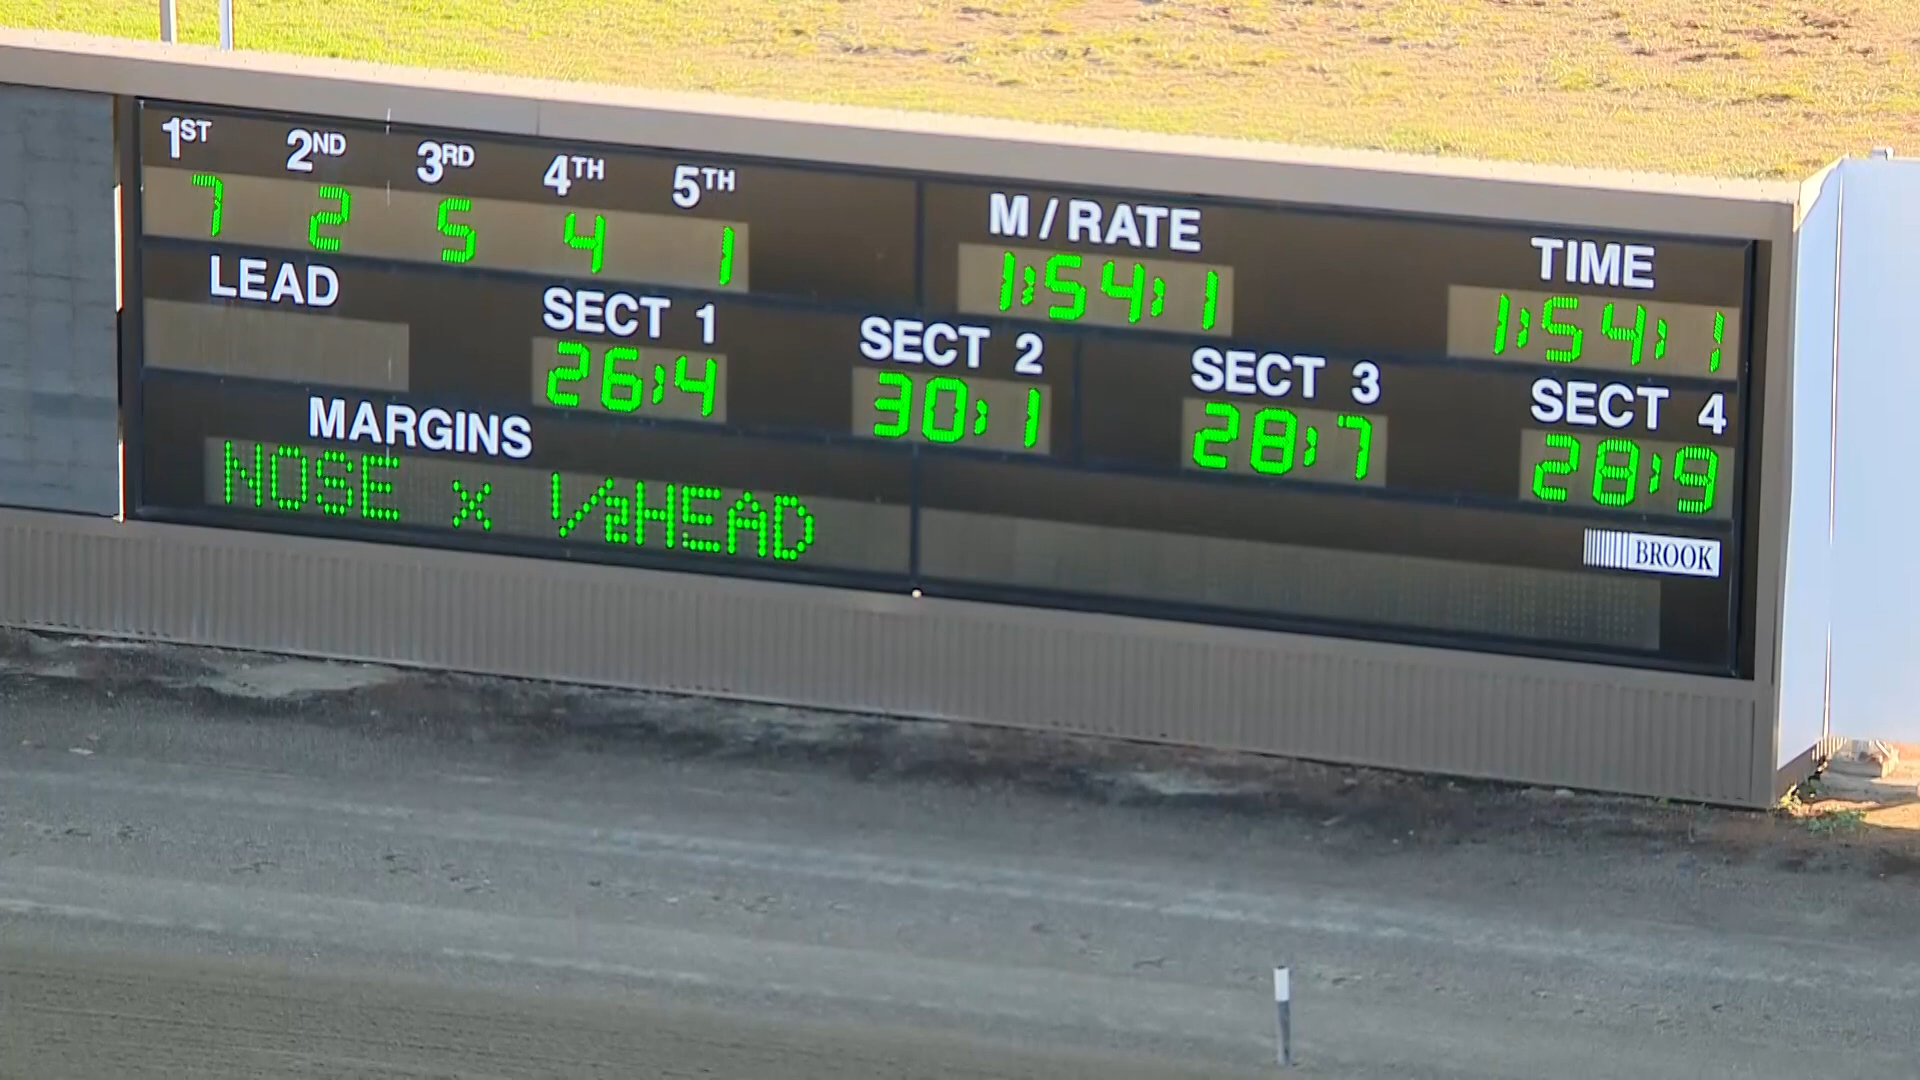 1ST 2ND 3RD 4TH 5TH M/RATE TIME
7 2 5 4 1 1:54:1 1:54:1
LEAD SECT 1 SECT 2 SECT 3 SECT 4
26:4 30:1 28:7 28:9
MARGINS
NOSE x 1/2HEAD
BROOK